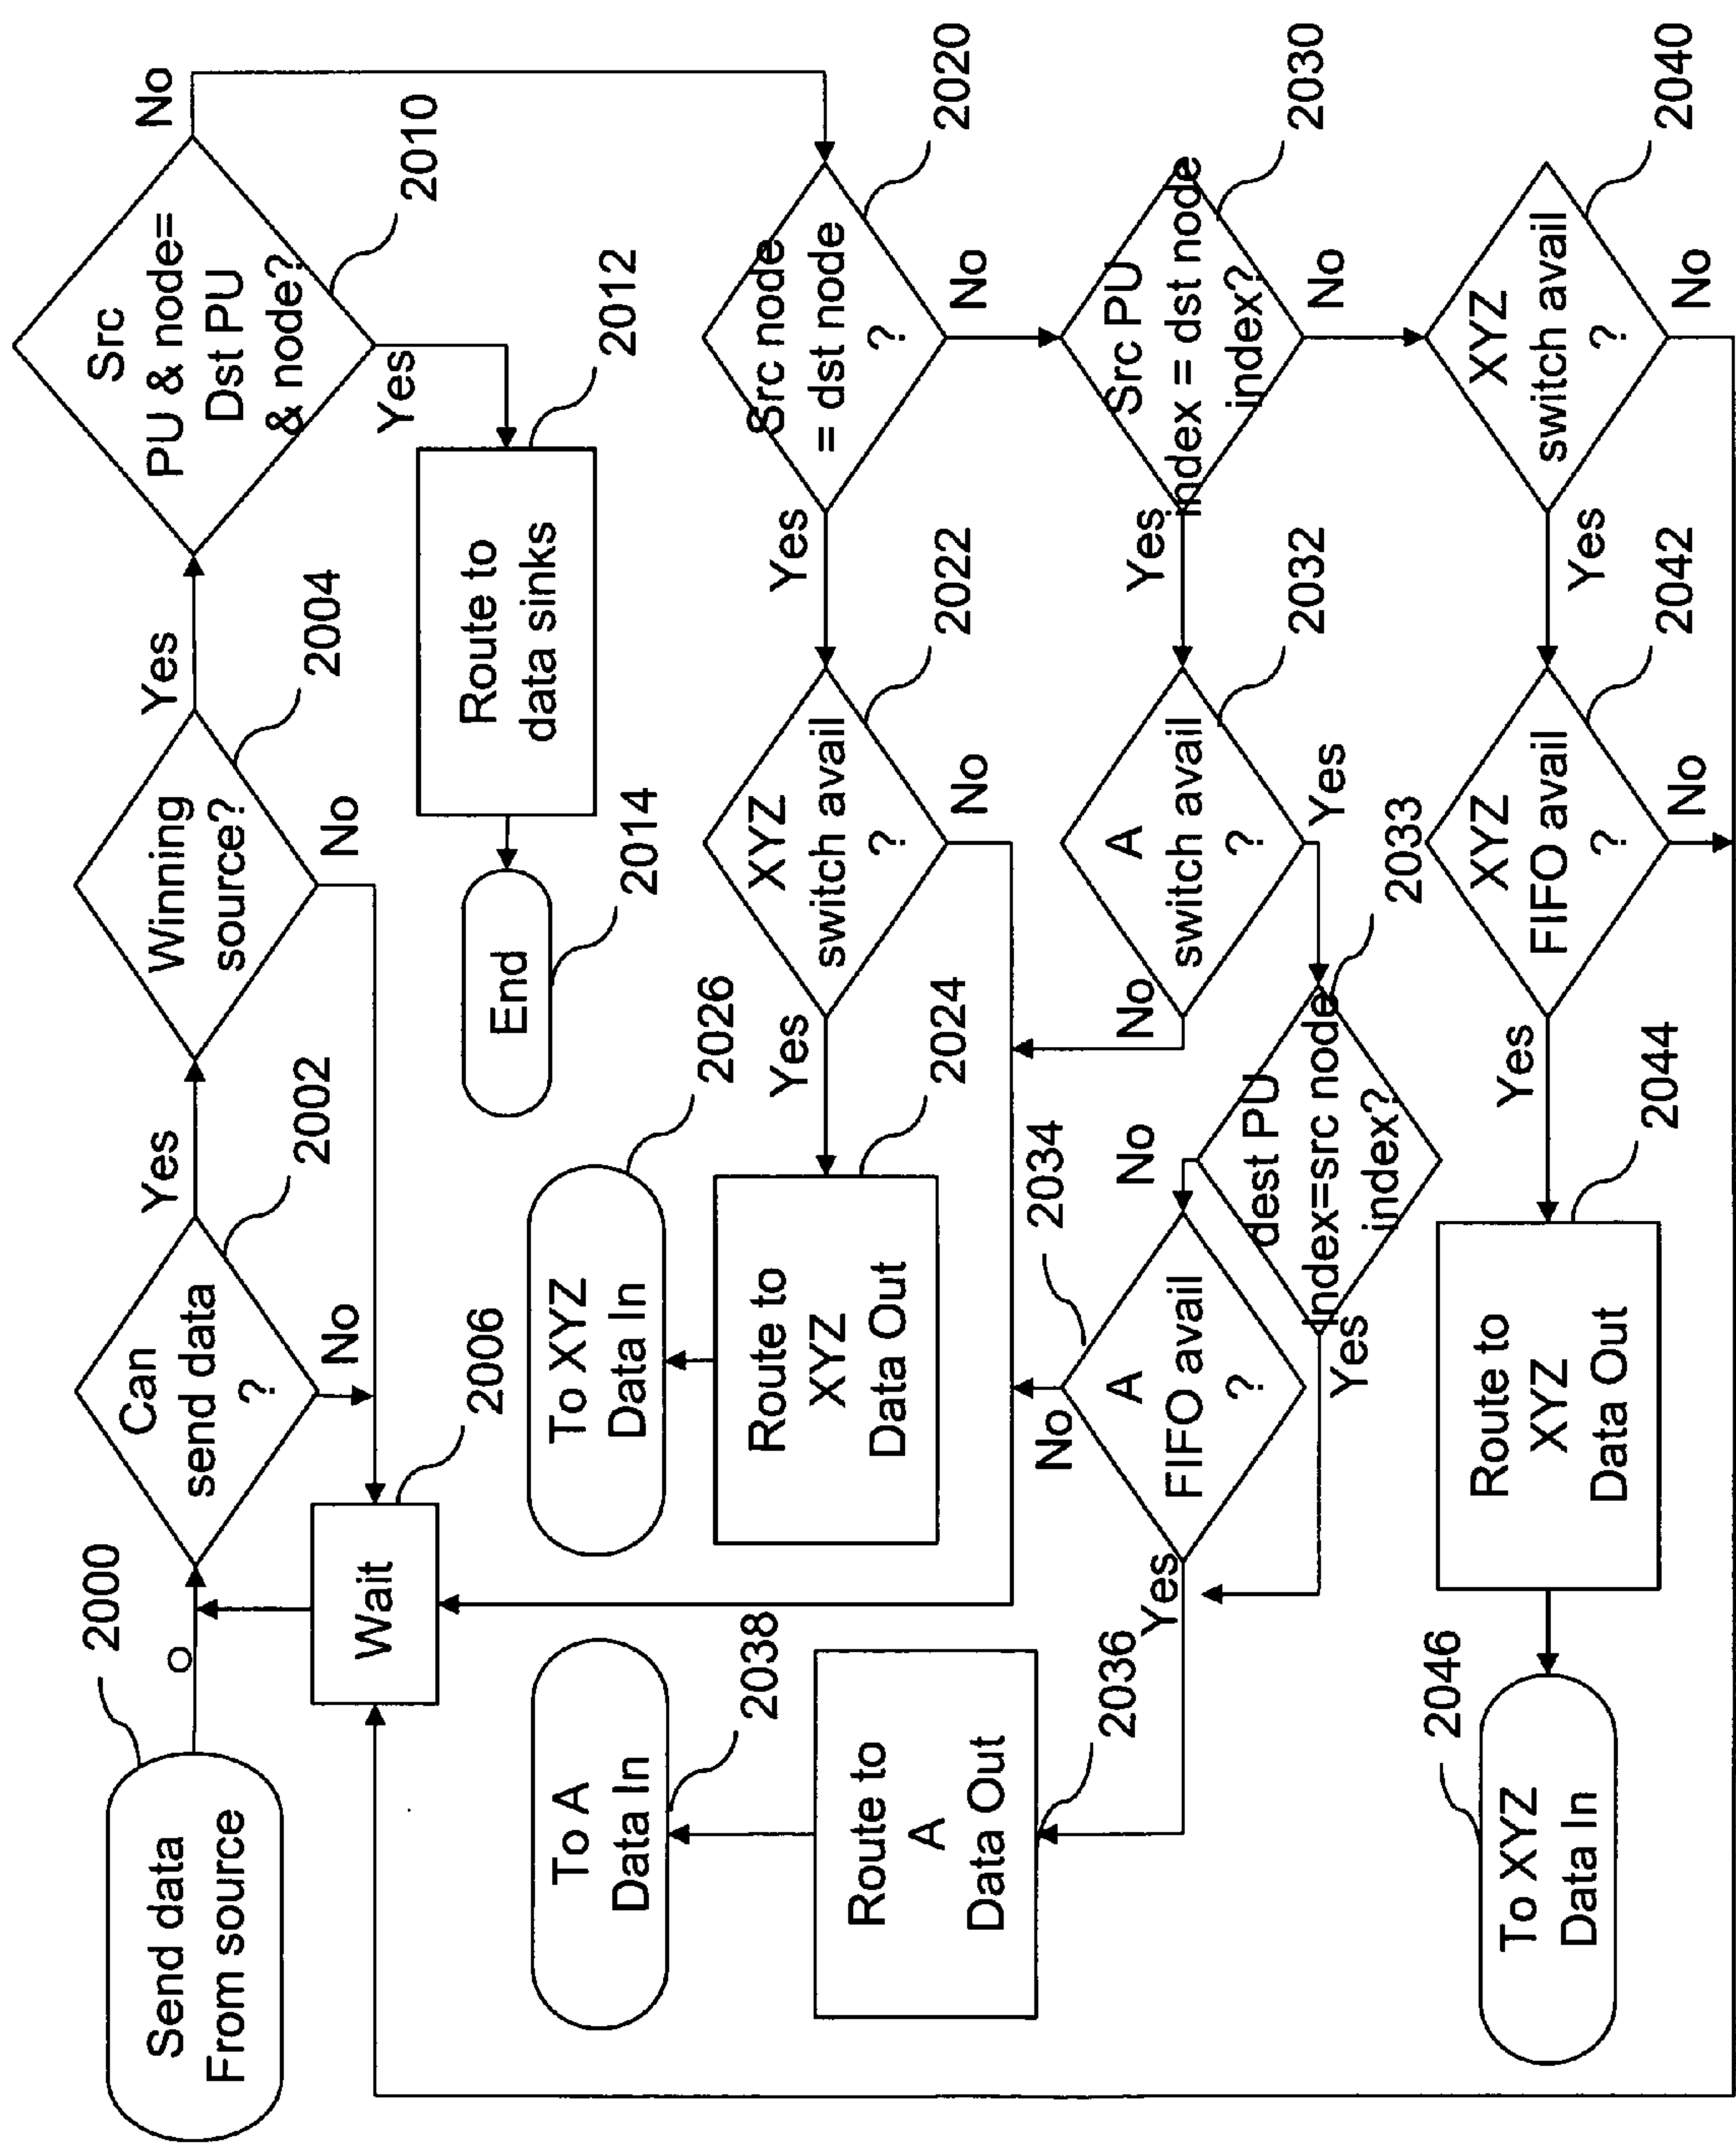 2000
Send data
From source
Can
send data
?
2002
Yes
No
Winning
source?
2004
Yes
No
Src
PU & node=
Dst PU
& node?
2010
No
Yes
Wait
2006
Route to
data sinks
2012
End
2014
Src node
= dst node
?
2020
Yes
No
XYZ
switch avail
?
2022
Yes
No
Route to
XYZ
Data Out
2024
To XYZ
Data In
2026
Src PU
index = dst node
index?
2030
Yes
No
A
switch avail
?
2032
Yes
No
dest PU
index=src node
index?
2033
No
Yes
A
FIFO avail
?
2034
No
Yes
Route to
A
Data Out
2036
To A
Data In
2038
XYZ
switch avail
?
2040
Yes
No
XYZ
FIFO avail
?
2042
Yes
No
Route to
XYZ
Data Out
2044
To XYZ
Data In
2046